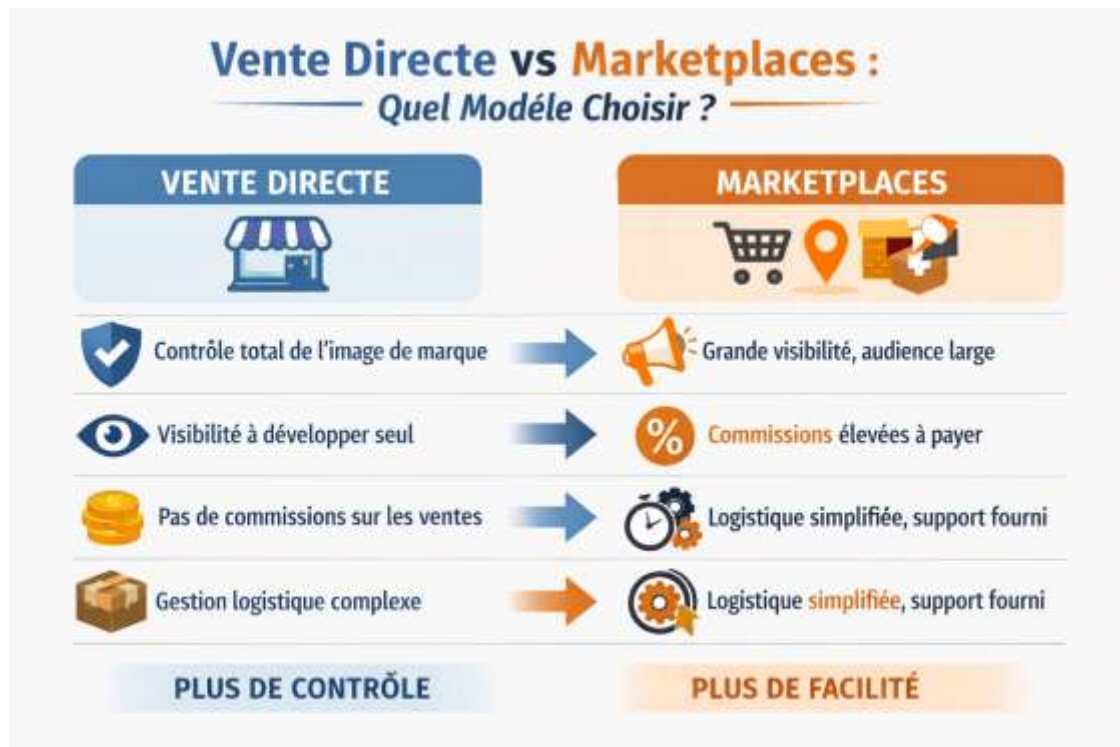 Vente Directe vs Marketplaces :
Quel Modéle Choisir ?
VENTE DIRECTE
MARKETPLACES
Contrôle total de l'image de marque
Grande visibilité, audience large
Visibilité à développer seul
%
Commissions élevées à payer
Pas de commissions sur les ventes
Logistique simplifiée, support fourni
Gestion logistique complexe
Logistique simplifiée, support fourni
PLUS DE CONTRÔLE
PLUS DE FACILITÉ